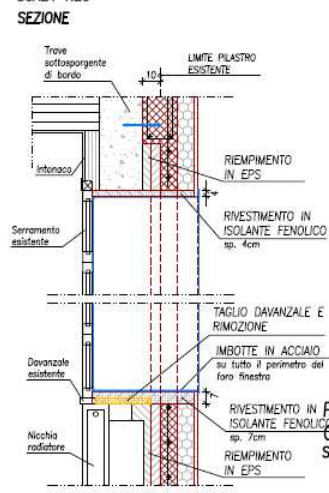 SEZIONE
Trave
sottosporgente
di bordo
10
LIMITE PILASTRO
ESISTENTE
Intonaco
RIEMPIMENTO
IN EPS
4
Serramento
esistente
RIVESTIMENTO IN
ISOLANTE FENOLICO
sp. 4cm
TAGLIO DAVANZALE E
RIMOZIONE
Davanzale
esistente
IMBOTTE IN ACCIAIO
su tutto il perimetro del
foro finestra
7
Nicchia
radiatore
RIVESTIMENTO IN
ISOLANTE FENOLICO
sp. 7cm
RIEMPIMENTO
IN EPS